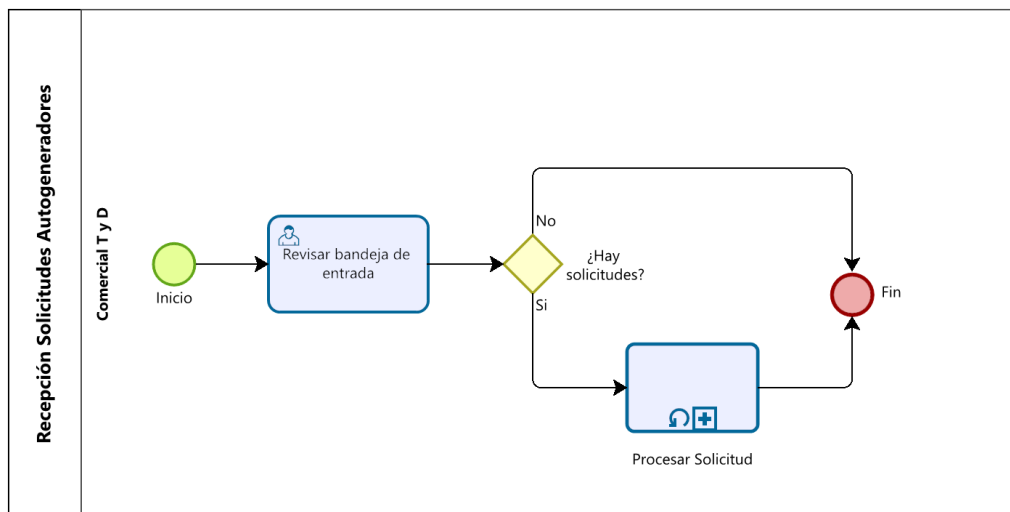 Recepción Solicitudes Autogeneradores
Comercial T y D
Inicio
Revisar bandeja de
entrada
No
¿Hay
solicitudes?
Si
Fin
Procesar Solicitud